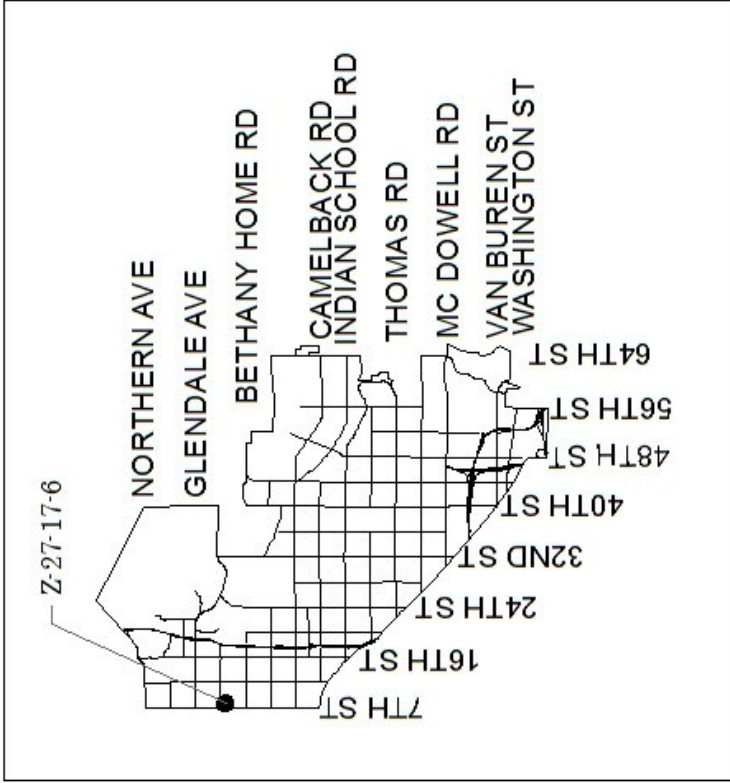 Z-27-17-6
NORTHERN AVE
GLENDALE AVE
BETHANY HOME RD
CAMELBACK RD
INDIAN SCHOOL RD
THOMAS RD
MC DOWELL RD
VAN BUREN ST
WASHINGTON ST
64TH ST
56TH ST
48TH ST
40TH ST
32ND ST
24TH ST
16TH ST
7TH ST